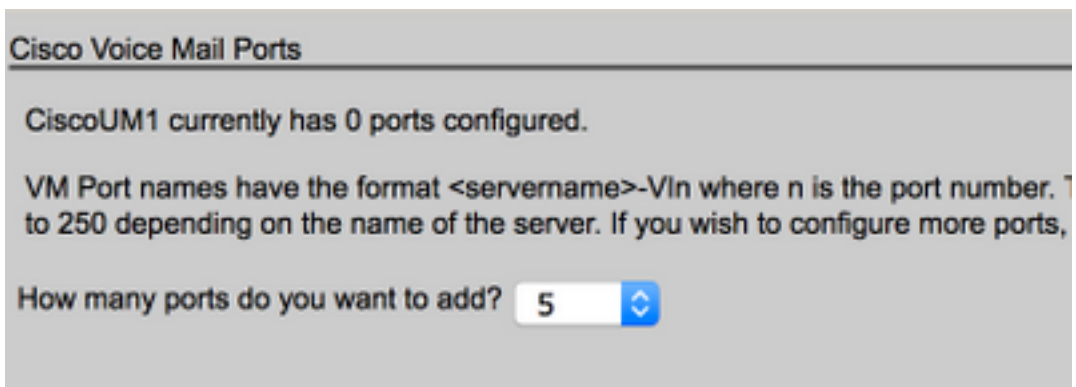 Cisco Voice Mail Ports
CiscoUM1 currently has 0 ports configured.
VM Port names have the format <servername>-VIn where n is the port number.
to 250 depending on the name of the server. If you wish to configure more ports,
How many ports do you want to add? 5